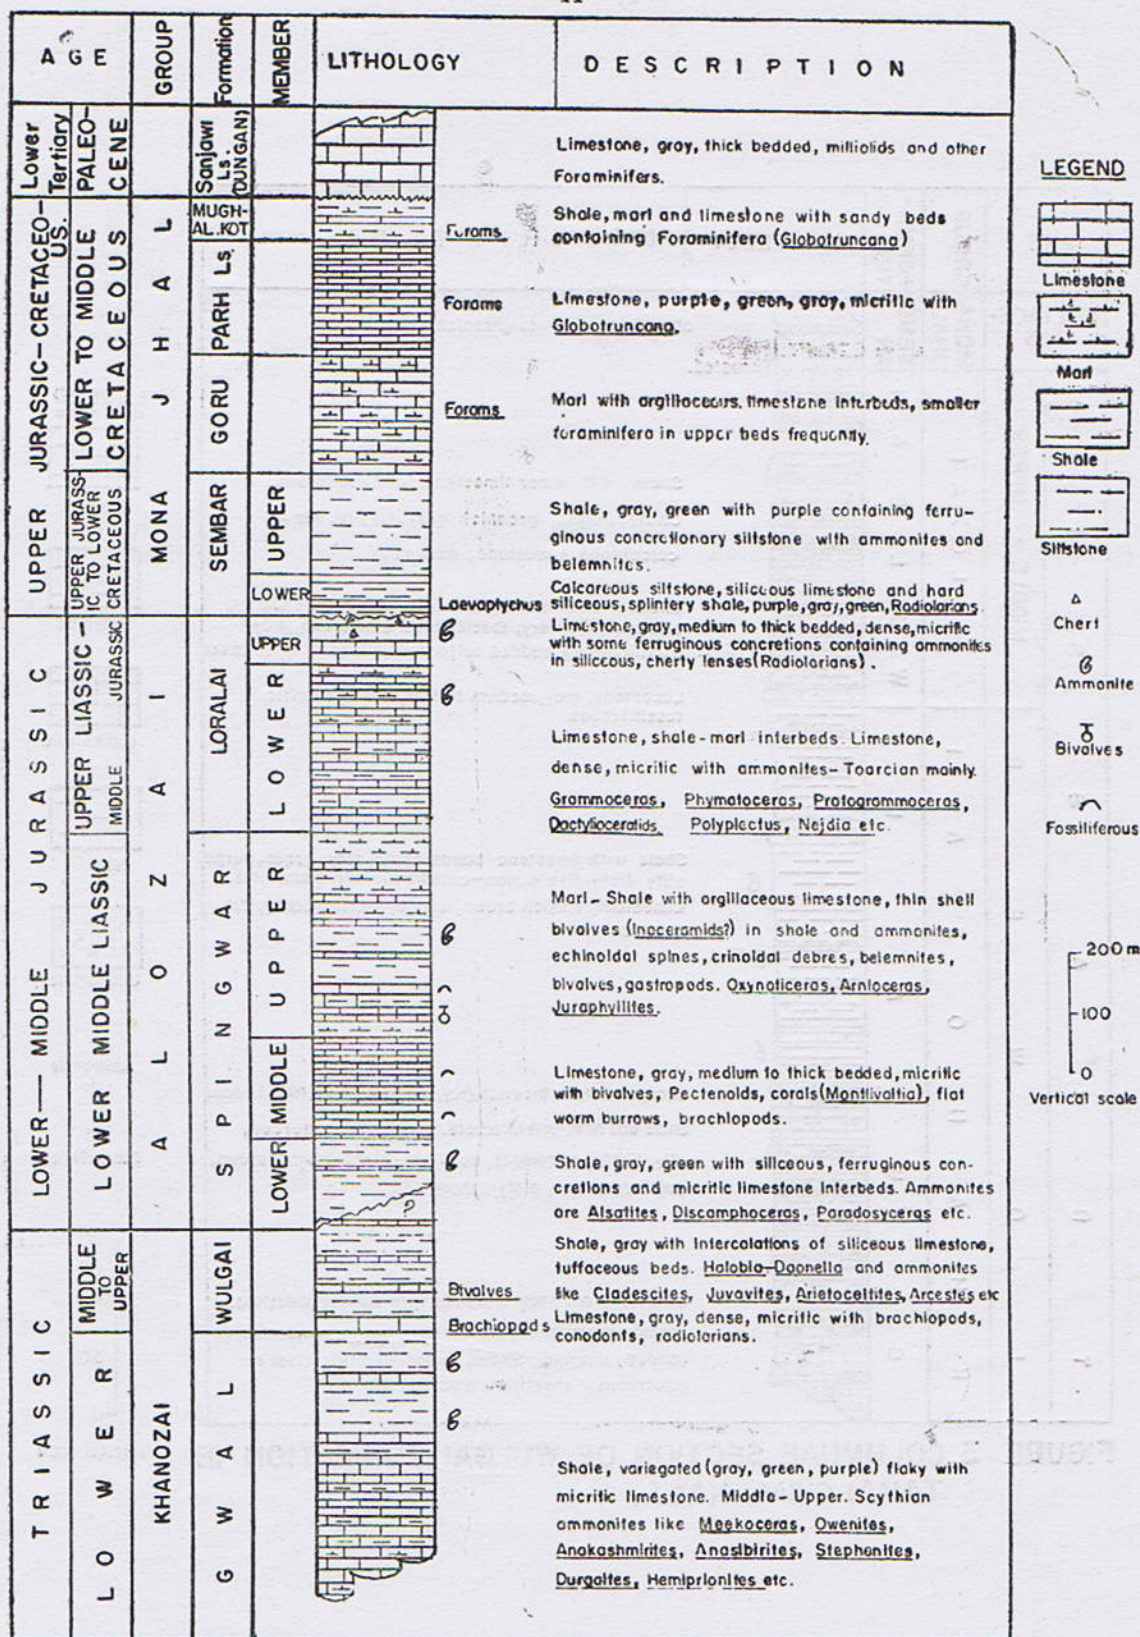 AGE
GROUP
Formation
MEMBER
LITHOLOGY
DESCRIPTION
Lower Tertiary
PALEO-
CENE
Sanjawi
Ls.
(DUNGAN)
Limestone, gray, thick bedded, milliolids and other
Foraminifers.
UPPER JURASSIC-CRETACEO-
US.
LOWER TO MIDDLE
CRETACEOUS
MONA JHAL
MUGH-
AL.KOT
Forams
Shale, marl and limestone with sandy beds
containing Foraminifera (Globotruncana)
PARH Ls.
Forams
Limestone, purple, green, gray, micritic with
Globotruncana.
GORU
Forams
Marl with argillaceous. limestone interbeds, smaller
foraminifera in upper beds frequently.
UPPER JURASS-
IC TO LOWER
CRETACEOUS
SEMBAR
UPPER
Shale, gray, green with purple containing ferru-
ginous concretionary siltstone with ammonites and
belemnites.
LOWER
Laevaptychus
Calcareous siltstone, siliceous limestone and hard
siliceous, splintery shale, purple, gray, green, Radiolarians
LOWER — MIDDLE JURASSIC
UPPER LIASSIC-
MIDDLE JURASSIC
ALOZAI
LORALAI
UPPER
Limestone, gray, medium to thick bedded, dense, micritic
with some ferruginous concretions containing ammonites
in siliceous, cherty lenses (Radiolarians).
LOWER
Limestone, shale-marl interbeds. Limestone,
dense, micritic with ammonites- Toarcian mainly.
Grammoceras, Phymatoceras, Protogrammoceras,
Dactylioceratids, Polyplectus, Nejdia etc.
LOWER MIDDLE LIASSIC
SPINGWAR
UPPER
Marl- Shale with argillaceous limestone, thin shell
bivalves (Inoceramids?) in shale and ammonites,
echinoidal spines, crinoidal debres, belemnites,
bivalves, gastropods. Oxynoticeras, Arnioceras,
Juraphyllites.
MIDDLE
Limestone, gray, medium to thick bedded, micritic
with bivalves, Pectenoids, corals (Montlivaltia), flat
worm burrows, brachiopods.
LOWER
?
Shale, gray, green with siliceous, ferruginous con-
cretions and micritic limestone interbeds. Ammonites
are Alsatites, Discamphoceras, Paradosyceras etc.
TRIASSIC
MIDDLE
TO
UPPER
KHANOZAI
WULGAI
Bivalves
Brachiopods
Shale, gray with intercalations of siliceous limestone,
tuffaceous beds. Halobia-Daonella and ammonites
like Cladescites, Juvavites, Arietoceltites, Arcestes etc
Limestone, gray, dense, micritic with brachiopods,
conodonts, radiolarians.
LOWER
GWAL
Shale, variegated (gray, green, purple) flaky with
micritic limestone. Middle-Upper. Scythian
ammonites like Meekoceras, Owenites,
Anakashmirites, Anasibirites, Stephanites,
Durgaites, Hemiprionites etc.
LEGEND
Limestone
Marl
Shale
Siltstone
Chert
Ammonite
Bivalves
Fossiliferous
200 m
100
0
Vertical scale